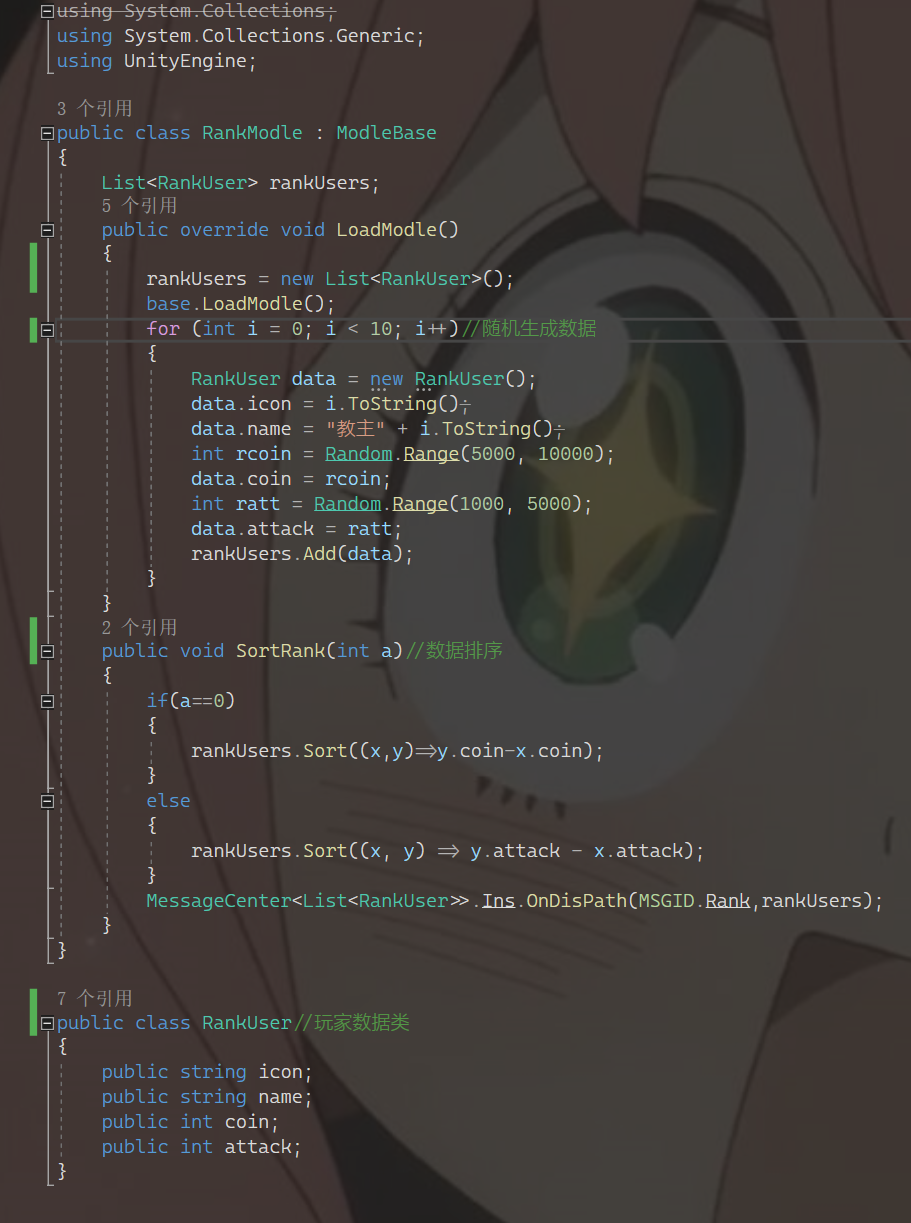 using System.Collections;
using System.Collections.Generic;
using UnityEngine;
3 个引用
public class RankModle : ModleBase
{
List<RankUser> rankUsers;
5 个引用
public override void LoadModle()
{
rankUsers = new List<RankUser>();
base.LoadModle();
for (int i = 0; i < 10; i++)//随机生成数据
{
RankUser data = new RankUser();
data.icon = i.ToString();
data.name = "教主" + i.ToString();
int rcoin = Random.Range(5000, 10000);
data.coin = rcoin;
int ratt = Random.Range(1000, 5000);
data.attack = ratt;
rankUsers.Add(data);
}
}
2 个引用
public void SortRank(int a)//数据排序
{
if(a==0)
{
rankUsers.Sort((x,y)=>y.coin-x.coin);
}
else
{
rankUsers.Sort((x, y) => y.attack - x.attack);
}
MessageCenter<List<RankUser>>.Ins.OnDisPath(MSGID.Rank,rankUsers);
}
}
7 个引用
public class RankUser//玩家数据类
{
public string icon;
public string name;
public int coin;
public int attack;
}